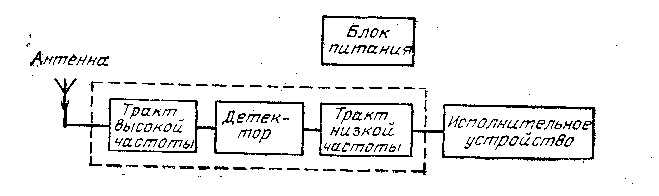 Блок
питания
Антенна
Тракт
высокой
частоты
Детек-
тор
Тракт
низкой
частоты
Исполнительное
устройство